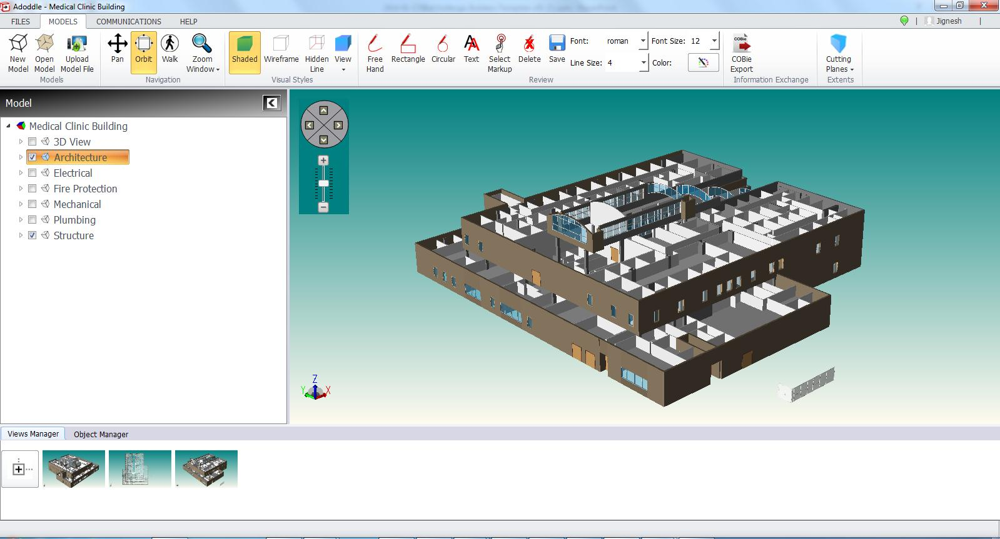 Adoddle - Medical Clinic Building
FILES MODELS COMMUNICATIONS HELP Jignesh
New Model
Open Model
Upload Model File
Models
Pan
Orbit
Walk
Zoom Window
Navigation
Shaded
Wireframe
Hidden Line
View
Visual Styles
Free Hand
Rectangle
Circular
A
Text
Select Markup
Delete
Save
Font: roman Font Size: 12
Line Size: 4 Color:
Review
COBie
COBie Export
Information Exchange
Cutting Planes
Extents
Model
Medical Clinic Building
3D View
Architecture
Electrical
Fire Protection
Mechanical
Plumbing
Structure
Z
Y X
Views Manager Object Manager